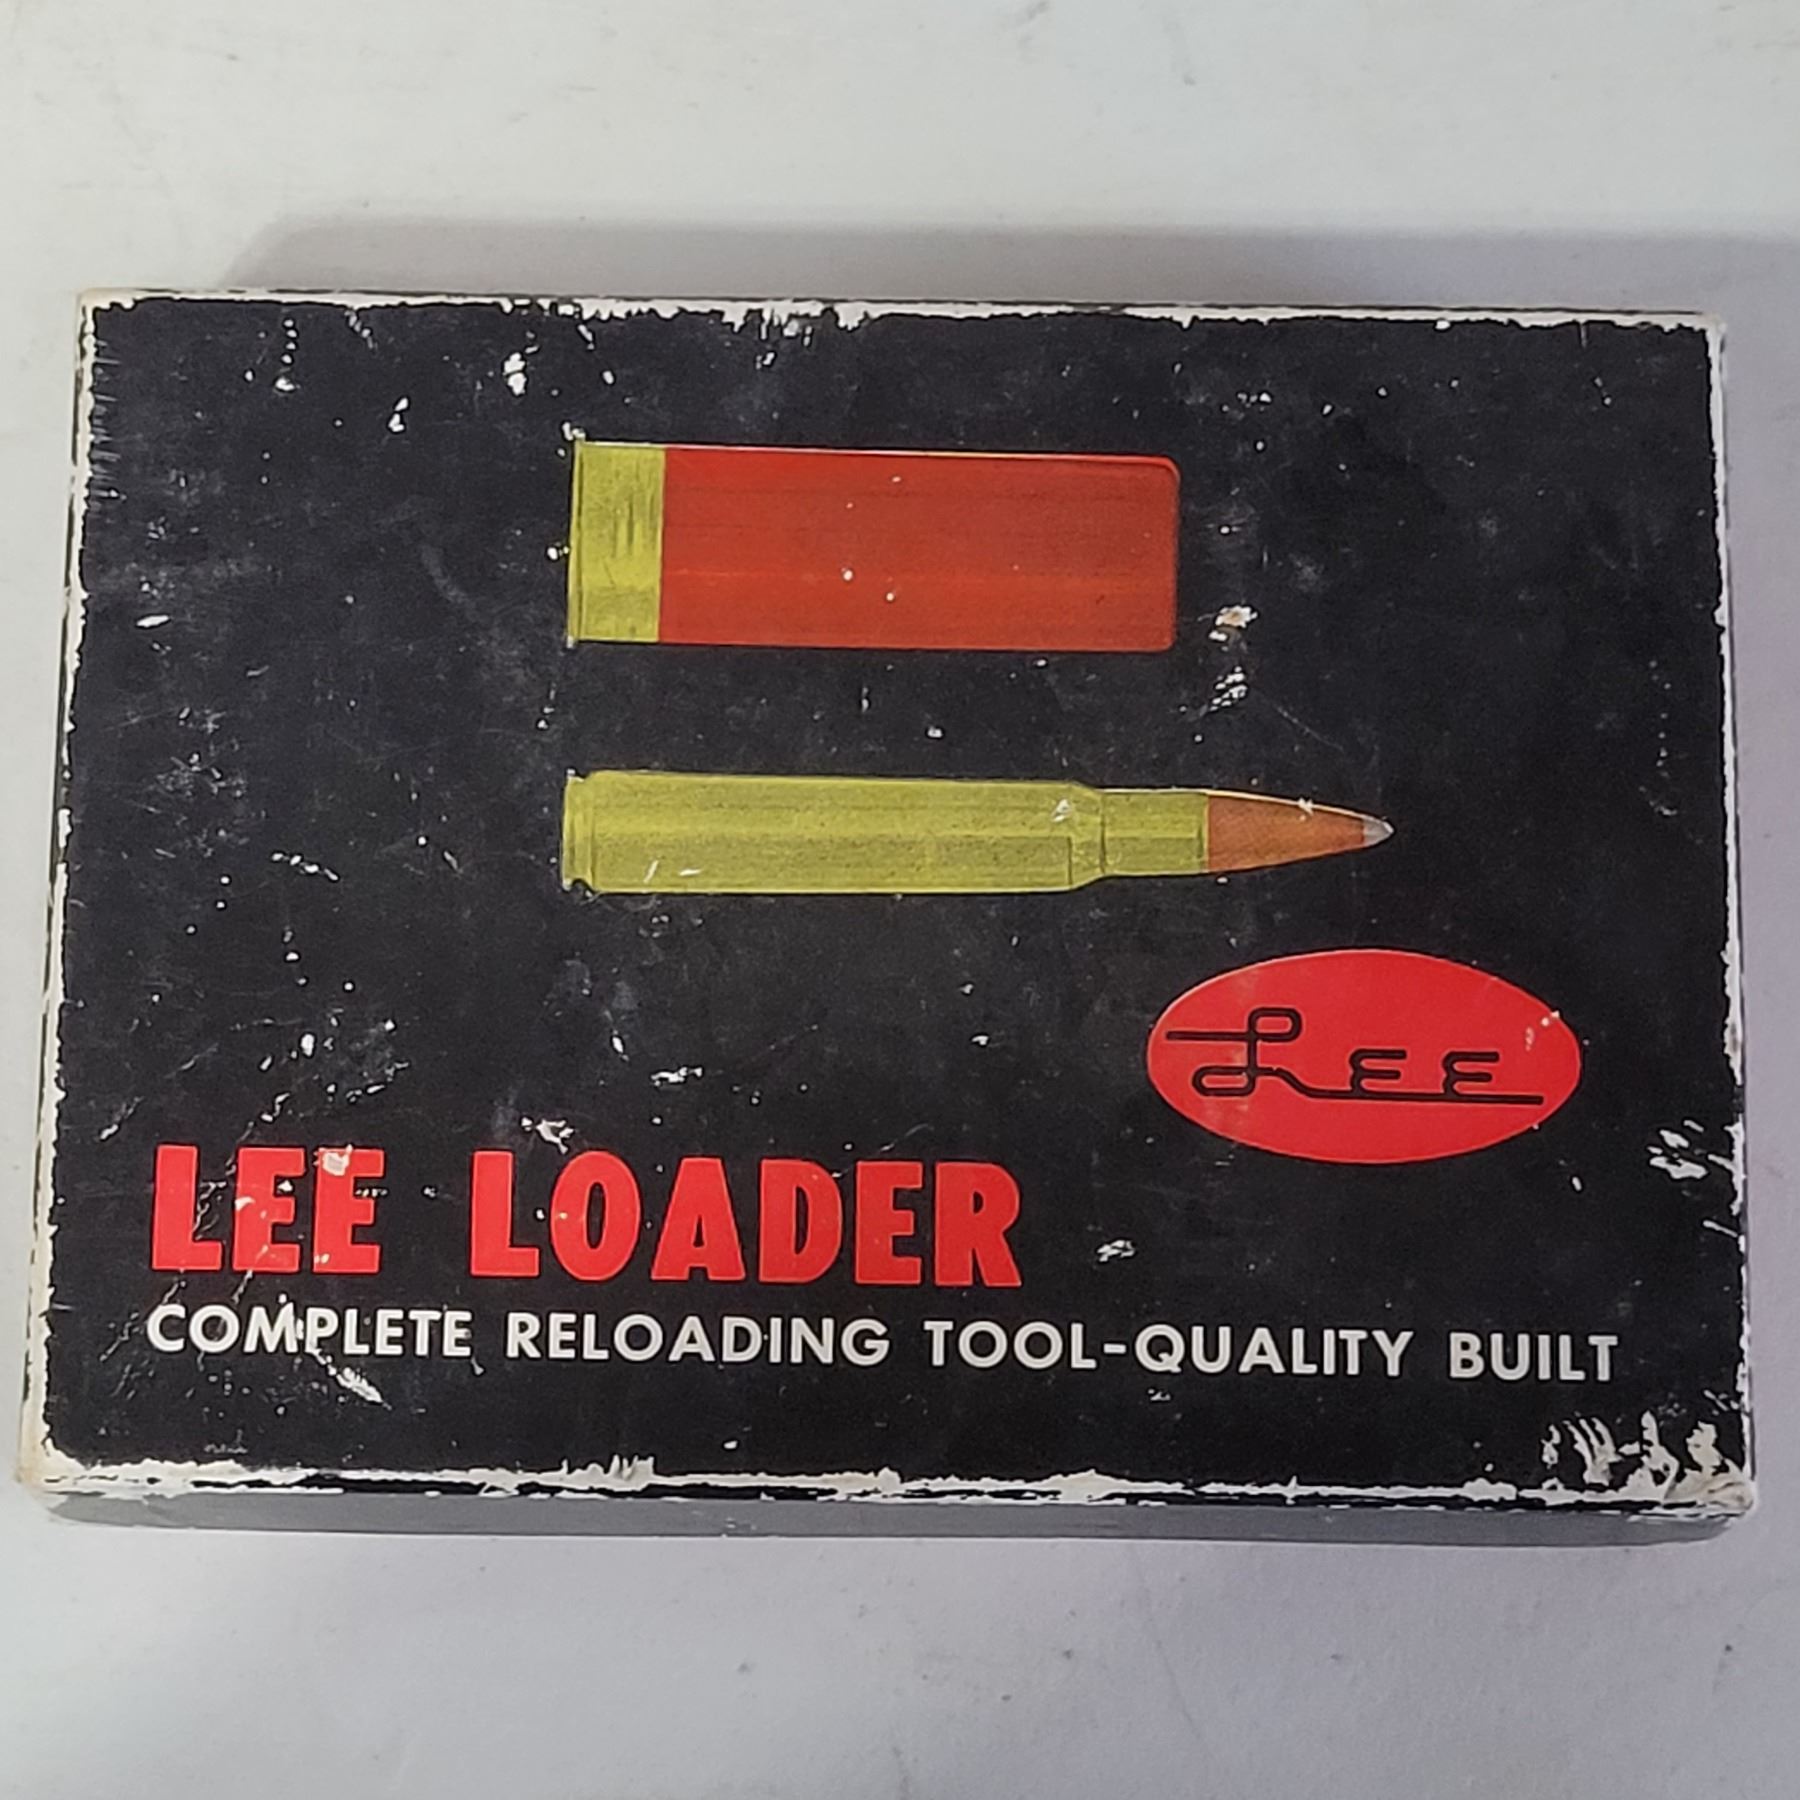 LEE
LEE LOADER
COMPLETE RELOADING TOOL-QUALITY BUILT